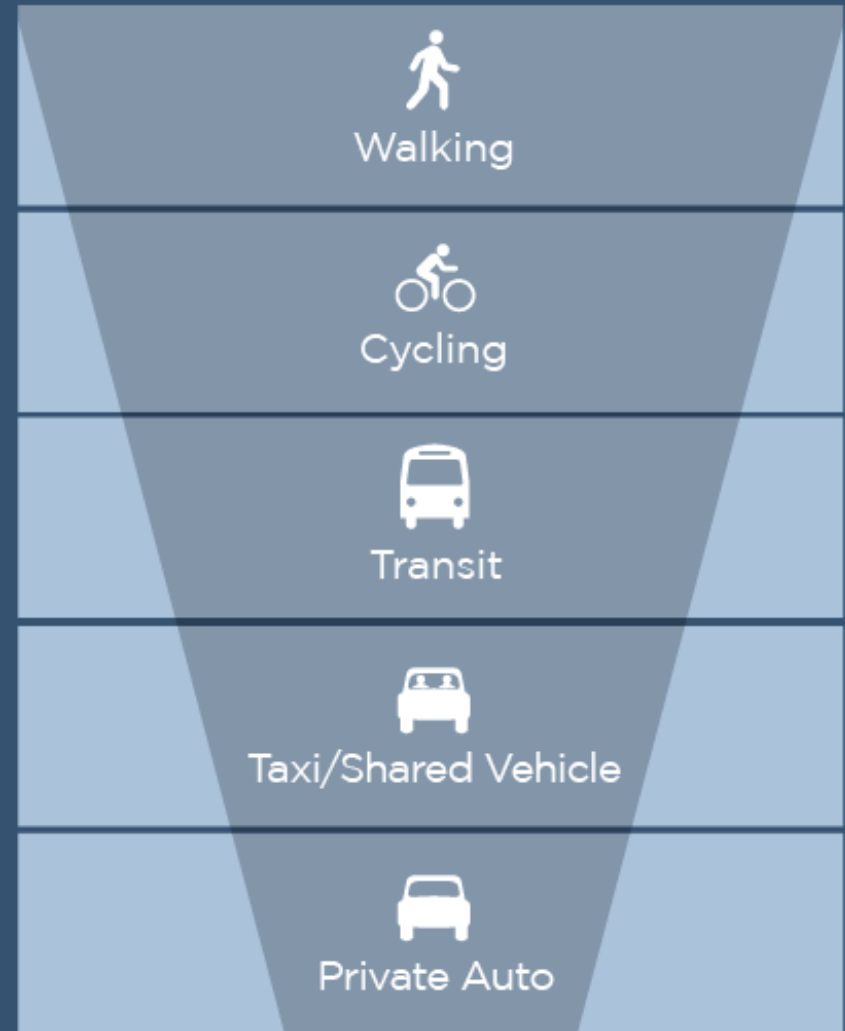 Walking
Cycling
Transit
Taxi/Shared Vehicle
Private Auto